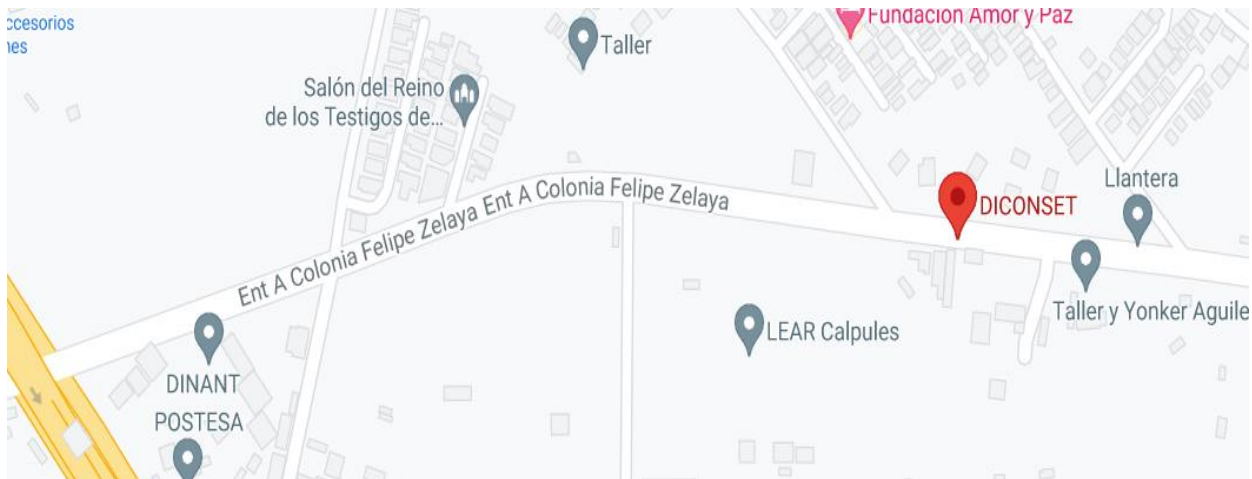 ccesorios
nes
Taller
Fundación Amor y Paz
Salón del Reino
de los Testigos de...
Llantera
DICONSET
Ent A Colonia Felipe Zelaya
Ent A Colonia Felipe Zelaya
Taller y Yonker Aguile
LEAR Calpules
DINANT
POSTESA